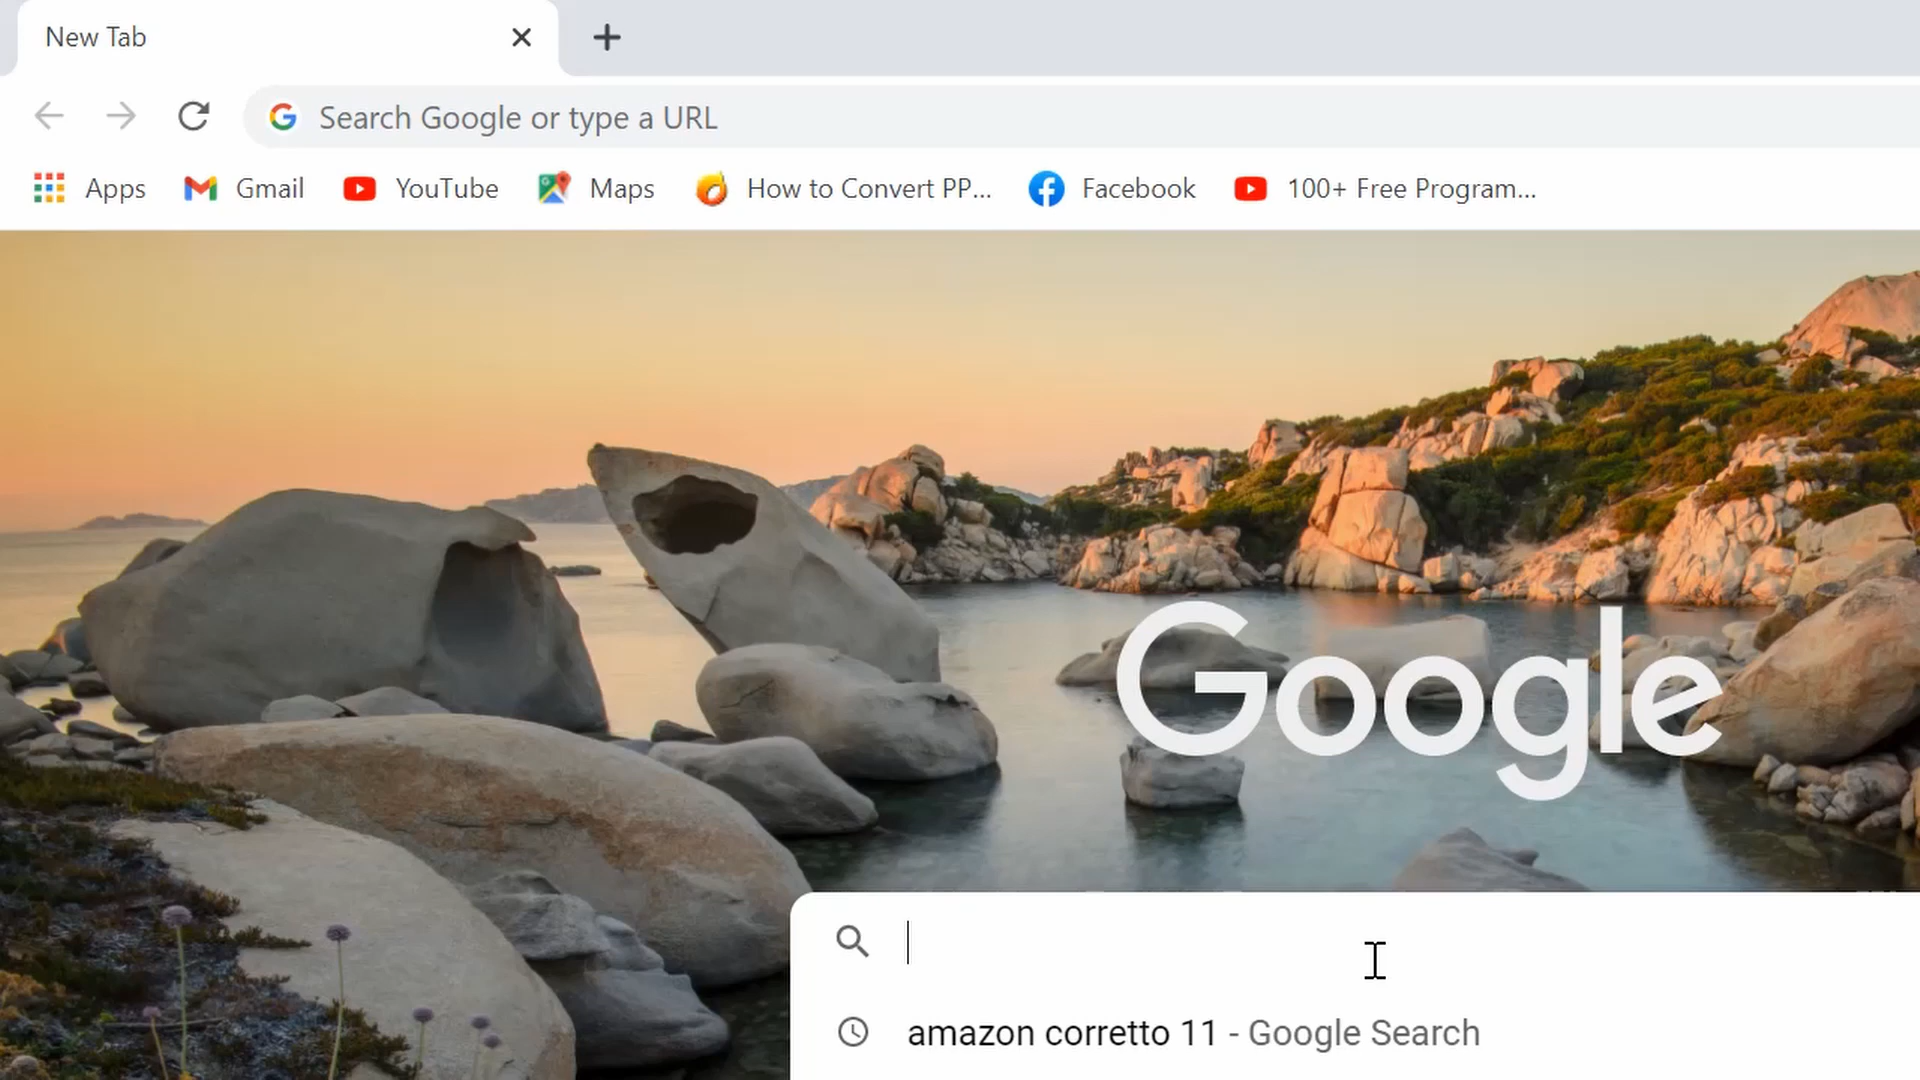 New Tab
Search Google or type a URL
Apps Gmail YouTube Maps How to Convert PP... Facebook 100+ Free Program...
Google
amazon corretto 11 - Google Search